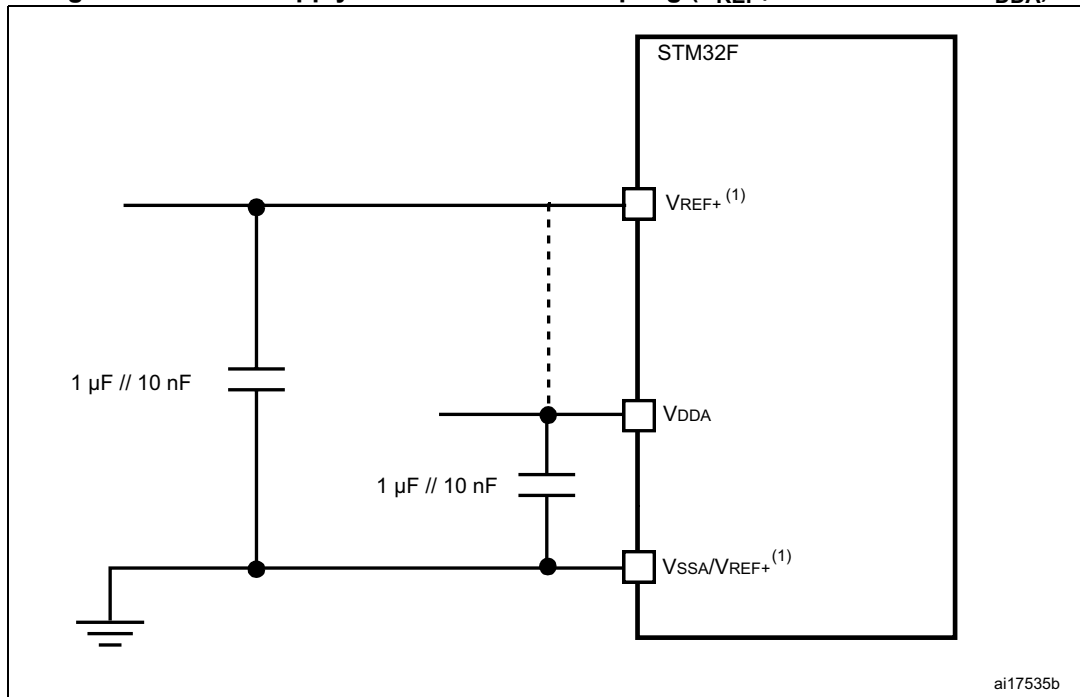 STM32F
VREF+ (1)
1 µF // 10 nF
VDDA
1 µF // 10 nF
VSSA/VREF+ (1)
ai17535b